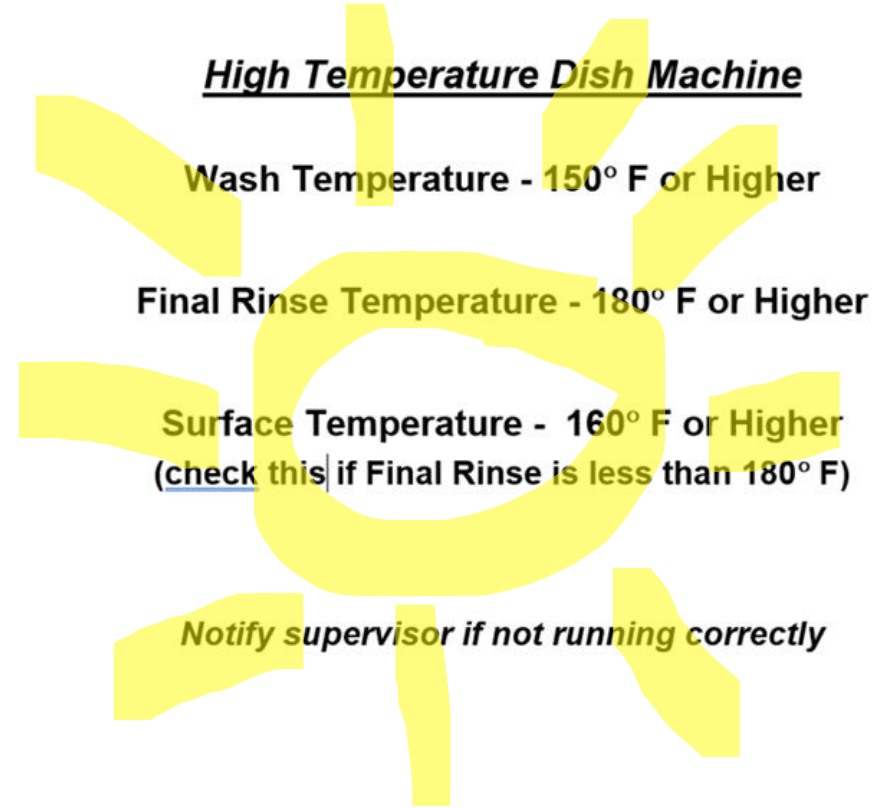 High Temperature Dish Machine
Wash Temperature - 150° F or Higher
Final Rinse Temperature - 180° F or Higher
Surface Temperature -  160° F or Higher
(check this if Final Rinse is less than 180° F)
Notify supervisor if not running correctly